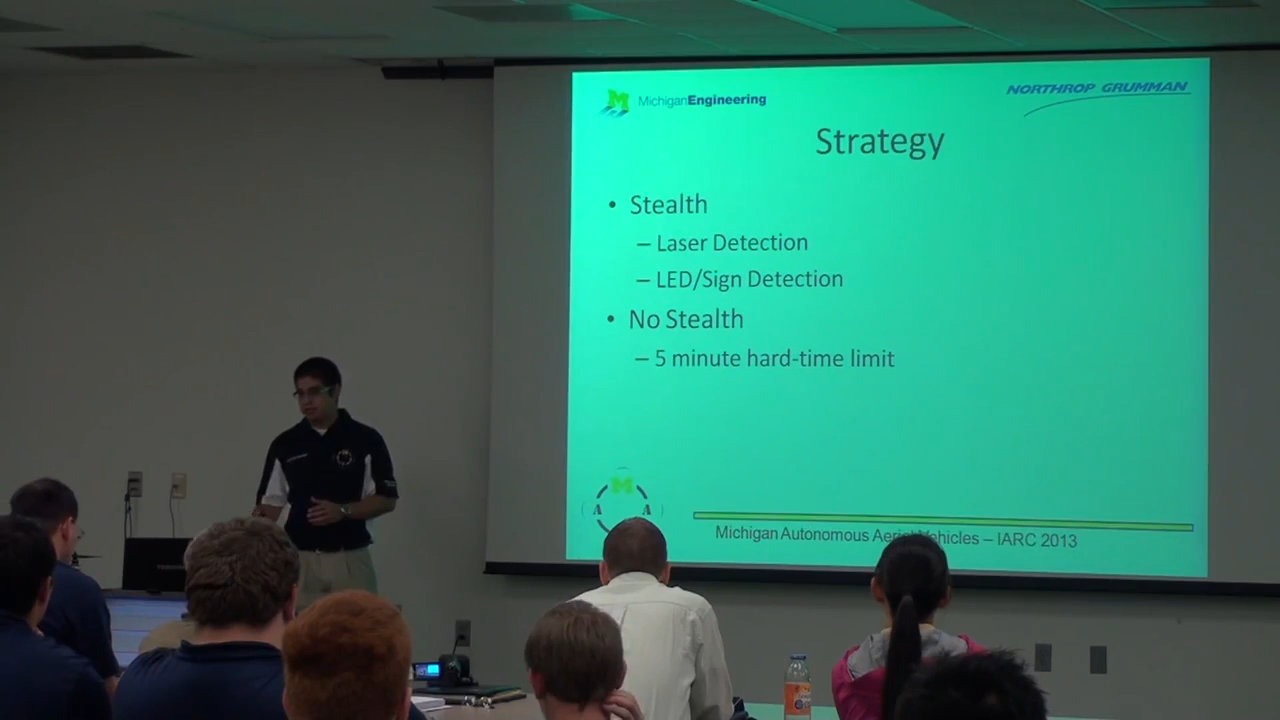 M MichiganEngineering
NORTHROP GRUMMAN
Strategy
• Stealth
– Laser Detection
– LED/Sign Detection
• No Stealth
– 5 minute hard-time limit
M
A A
Michigan Autonomous Aerial Vehicles – IARC 2013
TOSHIBA